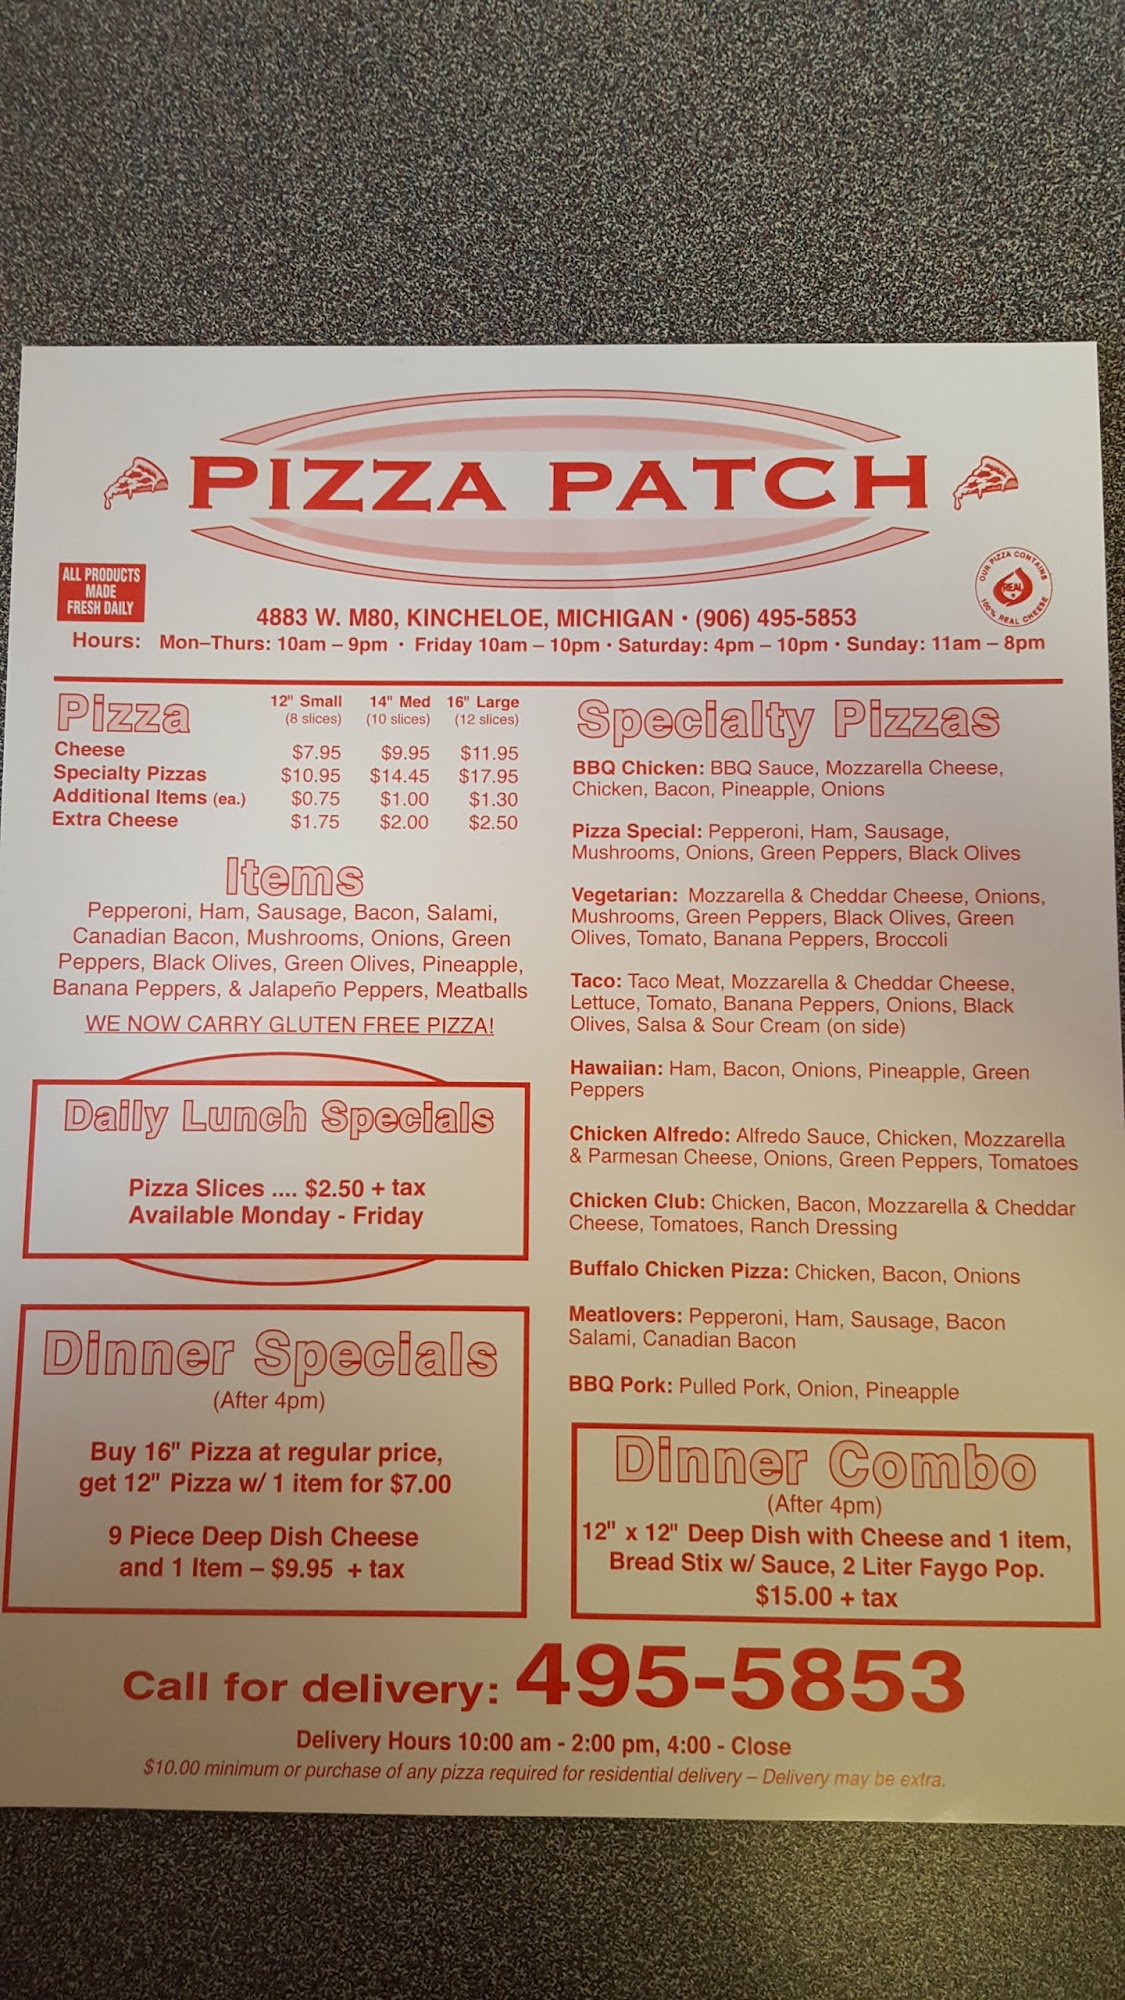 PIZZA PATCH
ALL PRODUCTS
MADE
FRESH DAILY
OUR PIZZA CONTAINS
REAL
100% REAL CHEESE
4883 W. M80, KINCHELOE, MICHIGAN • (906) 495-5853
Hours: Mon–Thurs: 10am – 9pm • Friday 10am – 10pm • Saturday: 4pm – 10pm • Sunday: 11am – 8pm
Pizza
12" Small 14" Med 16" Large
(8 slices) (10 slices) (12 slices)
Cheese $7.95 $9.95 $11.95
Specialty Pizzas $10.95 $14.45 $17.95
Additional Items (ea.) $0.75 $1.00 $1.30
Extra Cheese $1.75 $2.00 $2.50
Items
Pepperoni, Ham, Sausage, Bacon, Salami,
Canadian Bacon, Mushrooms, Onions, Green
Peppers, Black Olives, Green Olives, Pineapple,
Banana Peppers, & Jalapeño Peppers, Meatballs
WE NOW CARRY GLUTEN FREE PIZZA!
Daily Lunch Specials
Pizza Slices .... $2.50 + tax
Available Monday - Friday
Dinner Specials
(After 4pm)
Buy 16" Pizza at regular price,
get 12" Pizza w/ 1 item for $7.00
9 Piece Deep Dish Cheese
and 1 Item – $9.95 + tax
Specialty Pizzas
BBQ Chicken: BBQ Sauce, Mozzarella Cheese,
Chicken, Bacon, Pineapple, Onions
Pizza Special: Pepperoni, Ham, Sausage,
Mushrooms, Onions, Green Peppers, Black Olives
Vegetarian: Mozzarella & Cheddar Cheese, Onions,
Mushrooms, Green Peppers, Black Olives, Green
Olives, Tomato, Banana Peppers, Broccoli
Taco: Taco Meat, Mozzarella & Cheddar Cheese,
Lettuce, Tomato, Banana Peppers, Onions, Black
Olives, Salsa & Sour Cream (on side)
Hawaiian: Ham, Bacon, Onions, Pineapple, Green
Peppers
Chicken Alfredo: Alfredo Sauce, Chicken, Mozzarella
& Parmesan Cheese, Onions, Green Peppers, Tomatoes
Chicken Club: Chicken, Bacon, Mozzarella & Cheddar
Cheese, Tomatoes, Ranch Dressing
Buffalo Chicken Pizza: Chicken, Bacon, Onions
Meatlovers: Pepperoni, Ham, Sausage, Bacon
Salami, Canadian Bacon
BBQ Pork: Pulled Pork, Onion, Pineapple
Dinner Combo
(After 4pm)
12" x 12" Deep Dish with Cheese and 1 item,
Bread Stix w/ Sauce, 2 Liter Faygo Pop.
$15.00 + tax
Call for delivery: 495-5853
Delivery Hours 10:00 am - 2:00 pm, 4:00 - Close
$10.00 minimum or purchase of any pizza required for residential delivery – Delivery may be extra.